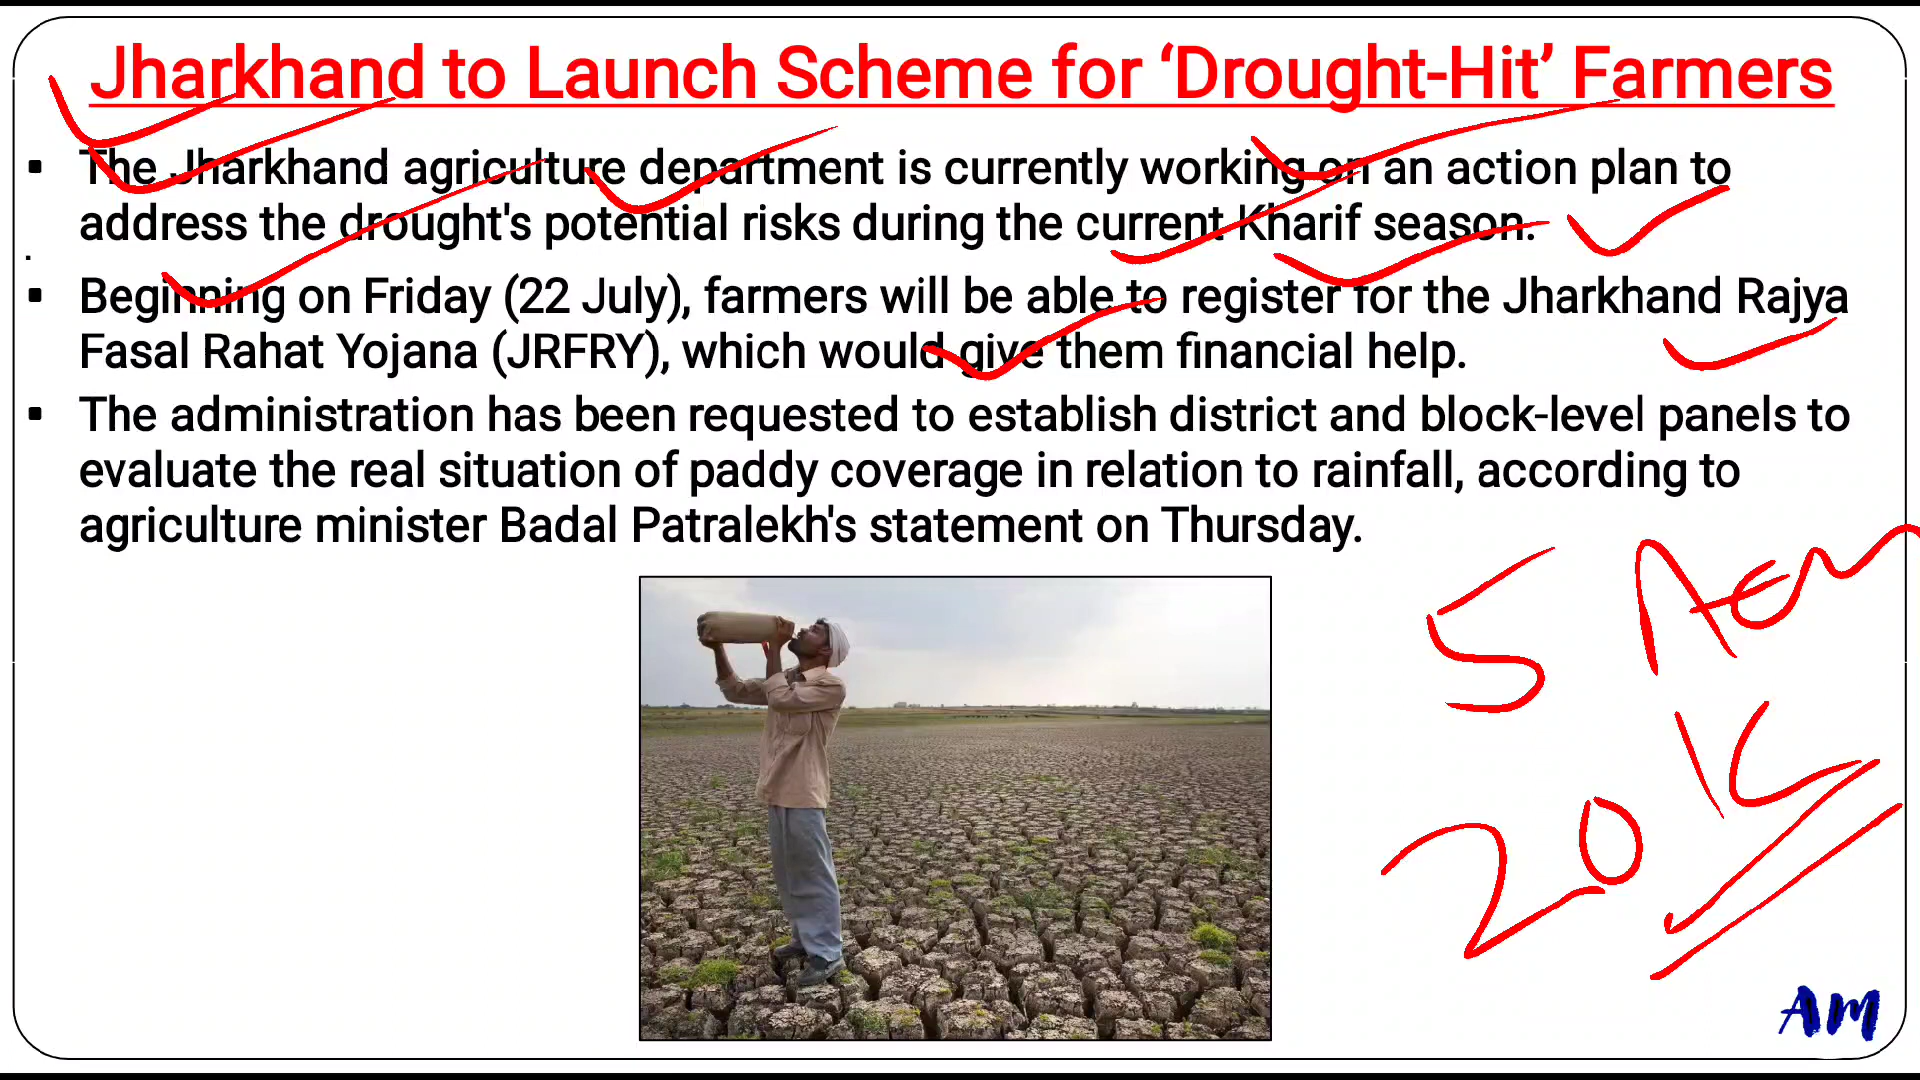 Jharkhand to Launch Scheme for ‘Drought-Hit’ Farmers
▪ The Jharkhand agriculture department is currently working on an action plan to
address the drought's potential risks during the current Kharif season.
▪ Beginning on Friday (22 July), farmers will be able to register for the Jharkhand Rajya
Fasal Rahat Yojana (JRFRY), which would give them financial help.
▪ The administration has been requested to establish district and block-level panels to
evaluate the real situation of paddy coverage in relation to rainfall, according to
agriculture minister Badal Patralekh's statement on Thursday.
5
20 K
AM